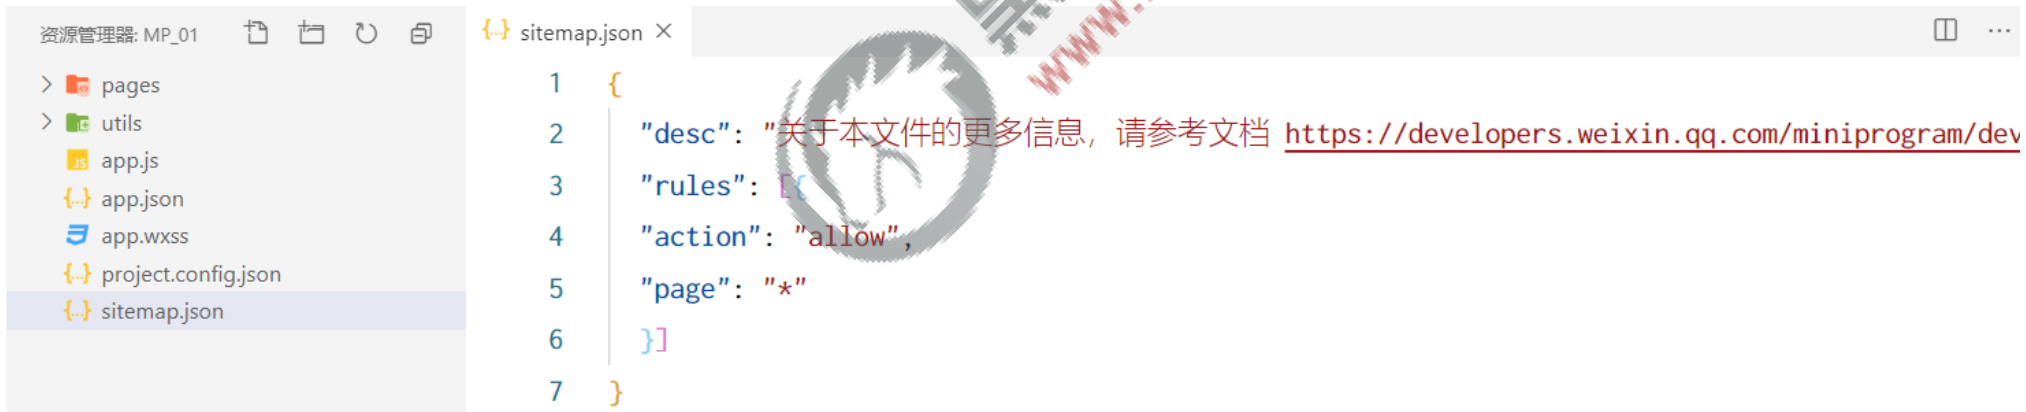 资源管理器: MP_01
pages
utils
app.js
app.json
app.wxss
project.config.json
sitemap.json
sitemap.json
1 {
2 "desc": "关于本文件的更多信息，请参考文档 https://developers.weixin.qq.com/miniprogram/dev
3 "rules": [{
4 "action": "allow",
5 "page": "*"
6 }]
7 }
www.